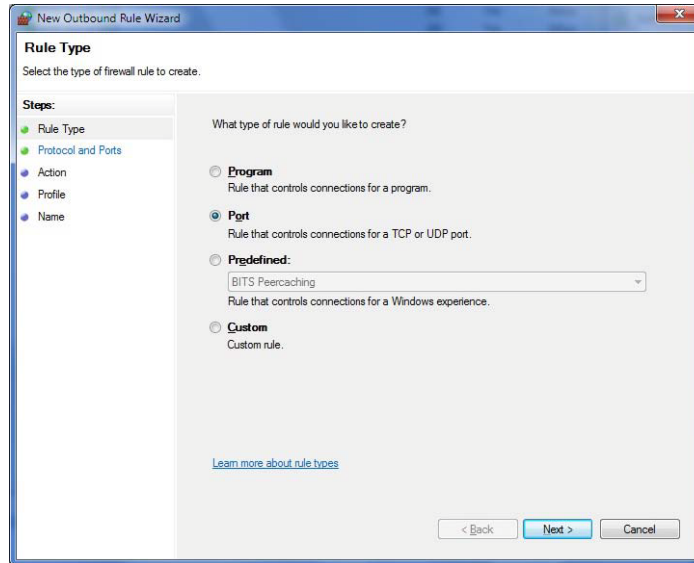 New Outbound Rule Wizard
Rule Type
Select the type of firewall rule to create.
Steps:
Rule Type
Protocol and Ports
Action
Profile
Name
What type of rule would you like to create?
Program
Rule that controls connections for a program.
Port
Rule that controls connections for a TCP or UDP port.
Predefined:
BITS Peercaching
Rule that controls connections for a Windows experience.
Custom
Custom rule.
Learn more about rule types
< Back Next > Cancel